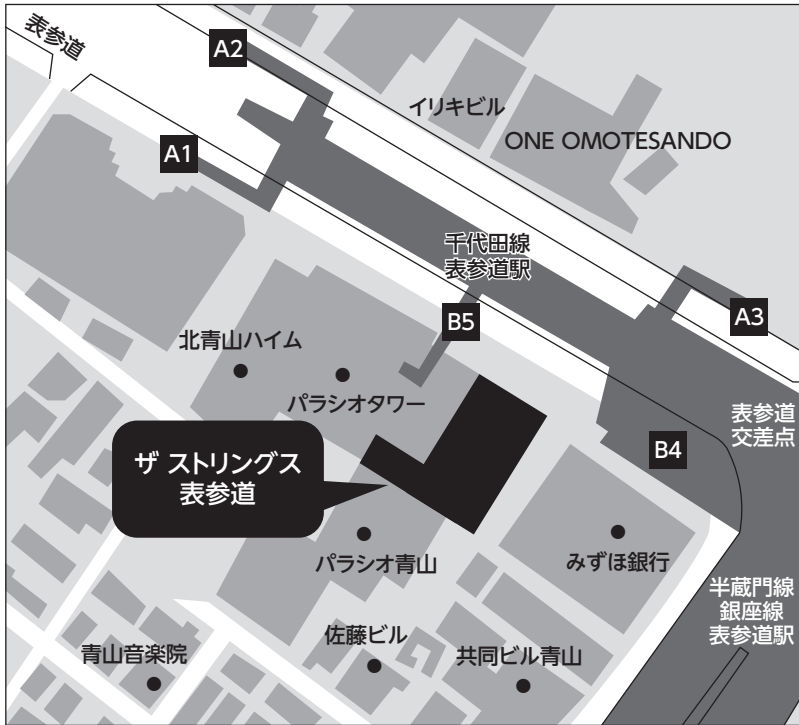 表参道
A2
イリキビル
ONE OMOTESANDO
A1
千代田線
表参道駅
A3
B5
北青山ハイム
パラシオタワー
表参道
交差点
B4
ザ ストリングス
表参道
パラシオ青山
みずほ銀行
半蔵門線
銀座線
表参道駅
佐藤ビル
青山音楽院
共同ビル青山